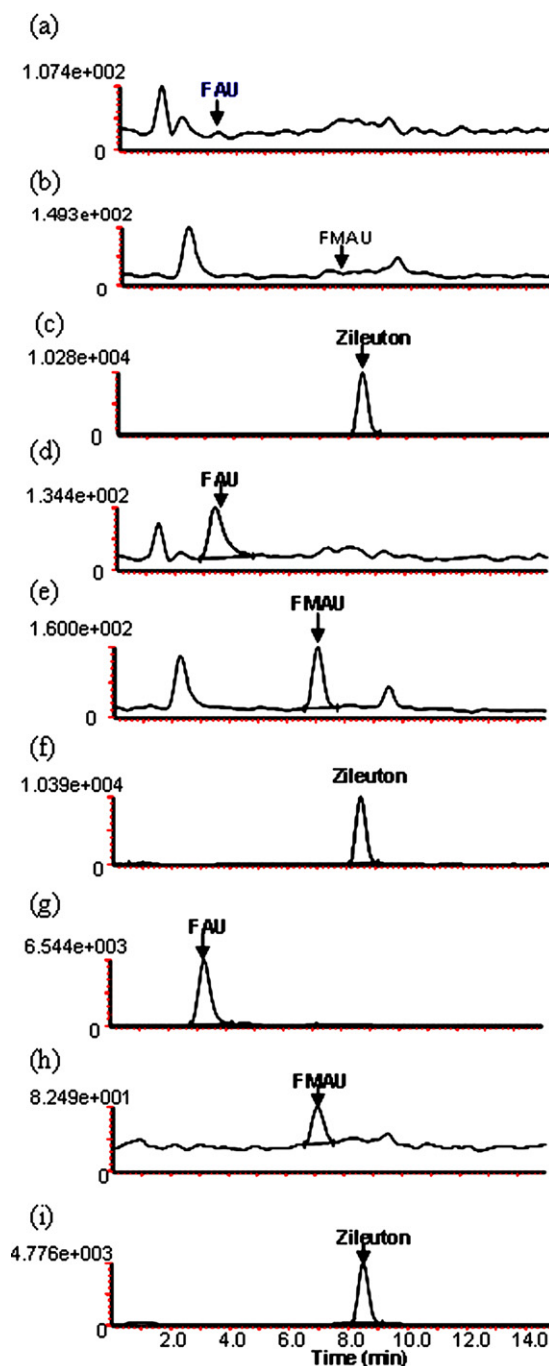 (a)
FAU
1.074e+002
0
(b)
1.493e+002
FMAU
0
(c)
Zileuton
1.028e+004
0
(d)
FAU
1.344e+002
0
(e)
FMAU
1.600e+002
0
(f)
Zileuton
1.039e+004
0
(g)
FAU
6.544e+003
0
(h)
FMAU
8.249e+001
0
(i)
Zileuton
4.776e+003
0
2.0 4.0 6.0 8.0 10.0 12.0 14.0
Time (min)